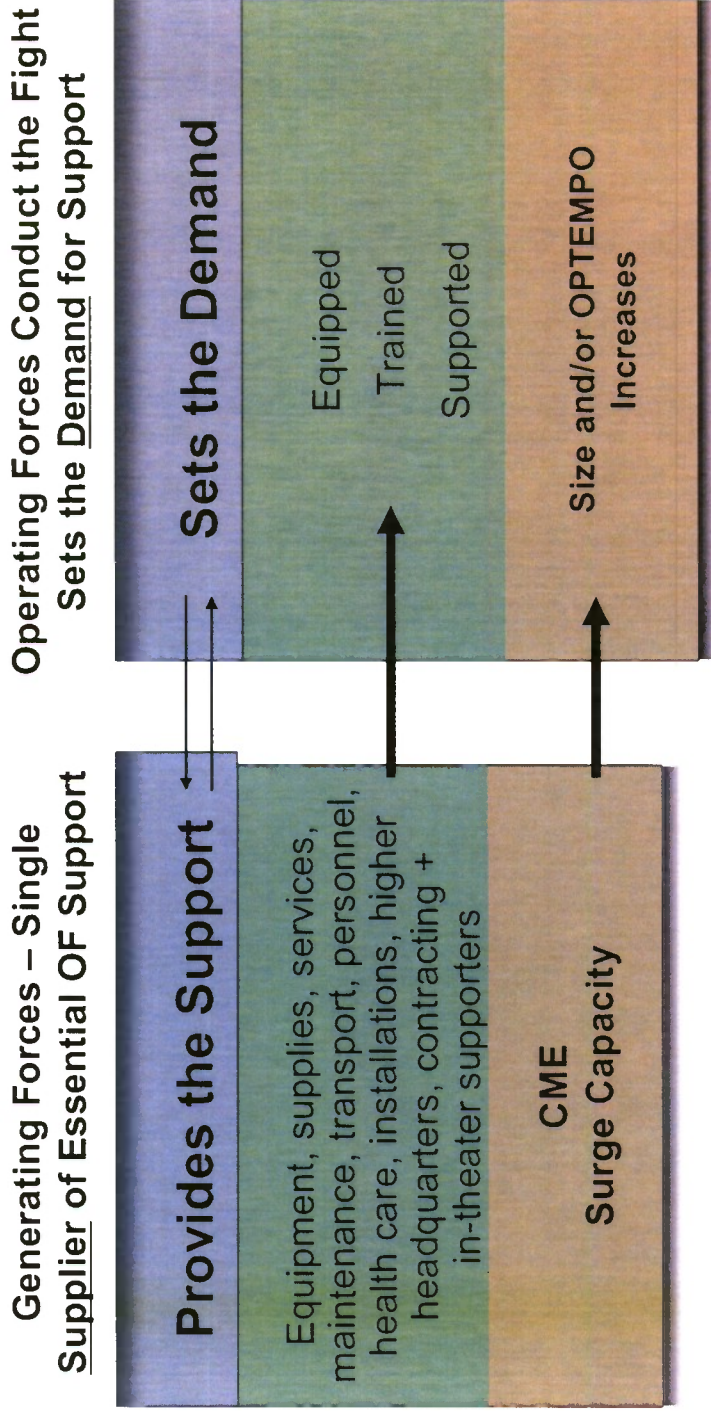 Generating Forces – Single
Supplier of Essential OF Support
Provides the Support
Equipment, supplies, services,
maintenance, transport, personnel,
health care, installations, higher
headquarters, contracting +
in-theater supporters
CME
Surge Capacity
Operating Forces Conduct the Fight
Sets the Demand for Support
Sets the Demand
Equipped
Trained
Supported
Size and/or OPTEMPO
Increases